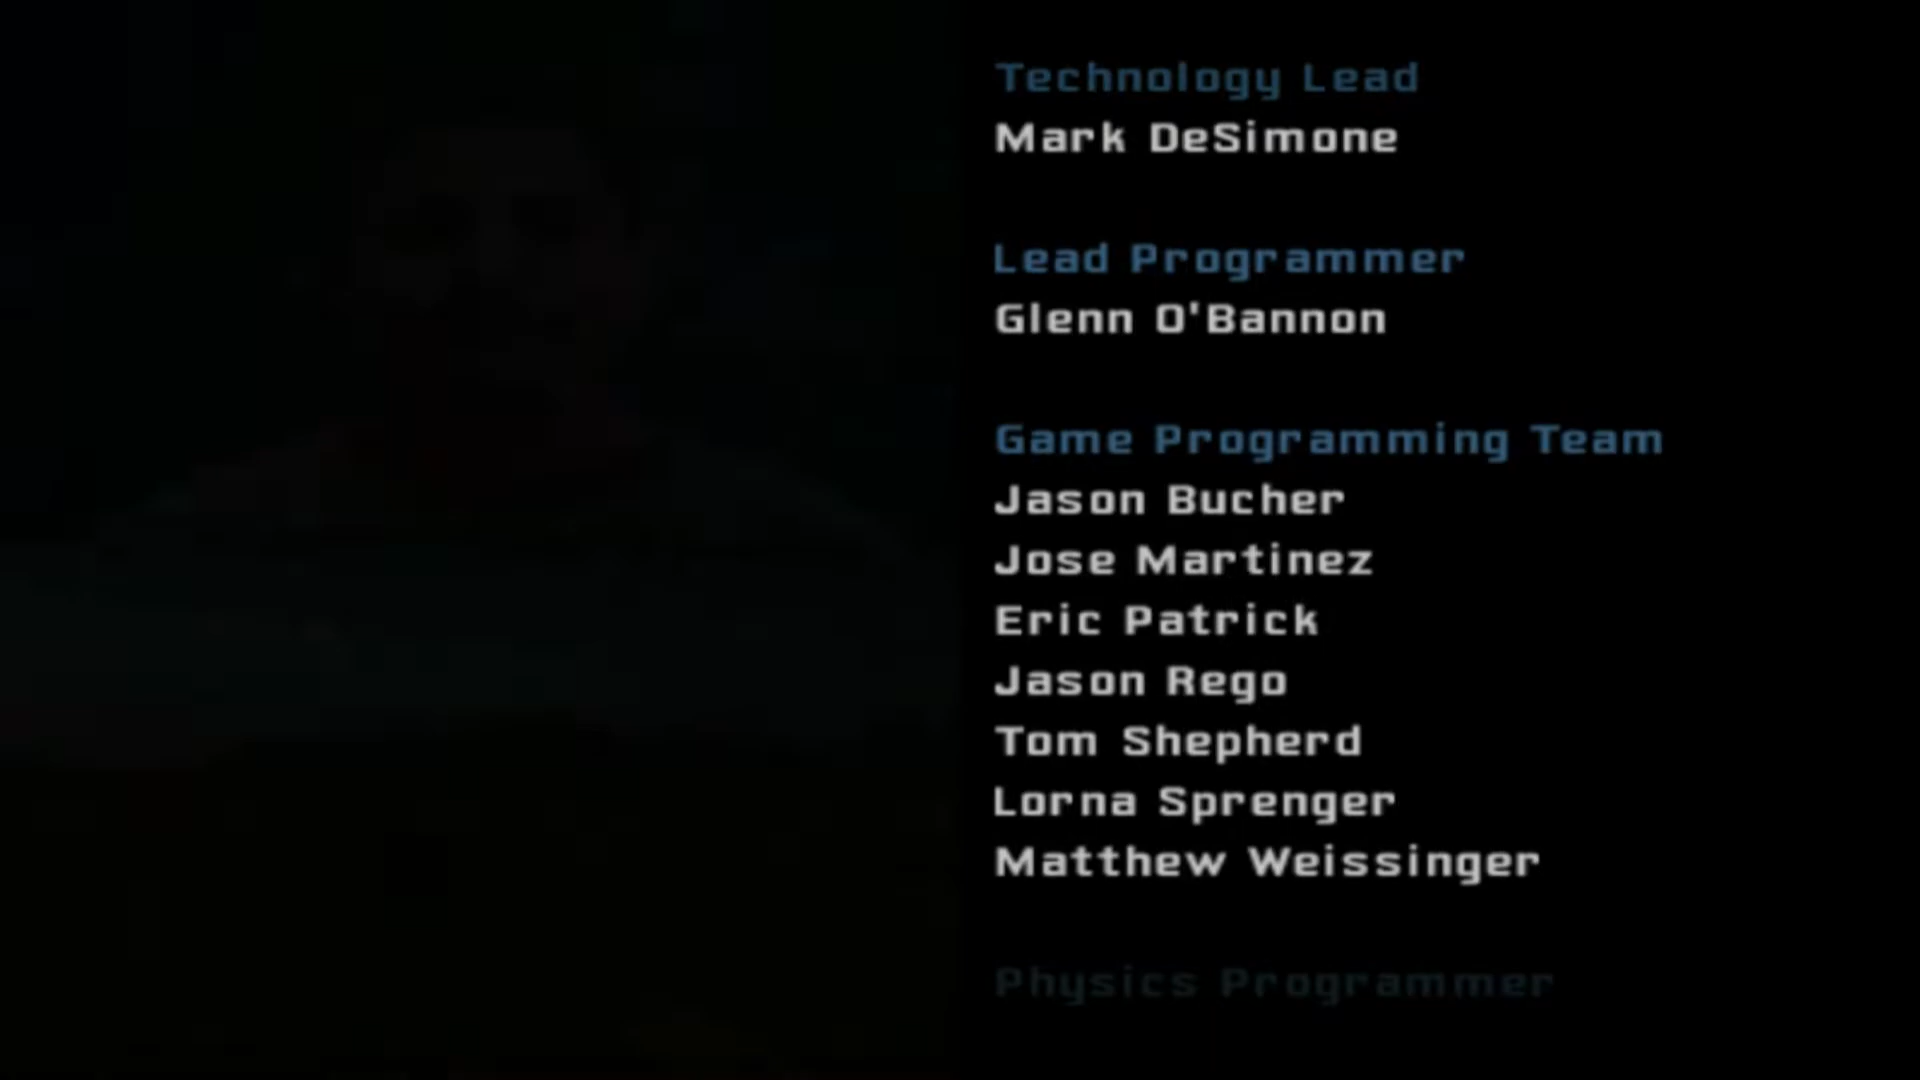 Technology Lead
Mark DeSimone
Lead Programmer
Glenn O'Bannon
Game Programming Team
Jason Bucher
Jose Martinez
Eric Patrick
Jason Rego
Tom Shepherd
Lorna Sprenger
Matthew Weissinger
Physics Programmer